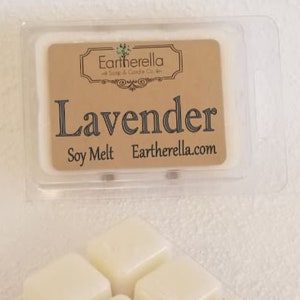 Eartherella
Soap & Candle Co.
Lavender
Soy Melt Eartherella.com